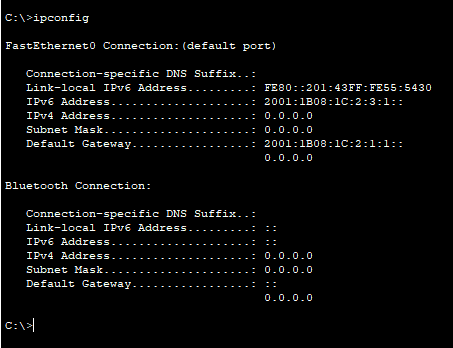 C:\>ipconfig
FastEthernet0 Connection:(default port)
Connection-specific DNS Suffix..:
Link-local IPv6 Address.........: FE80::201:43FF:FE55:5430
IPv6 Address....................: 2001:1B08:1C:2:3:1::
IPv4 Address....................: 0.0.0.0
Subnet Mask.....................: 0.0.0.0
Default Gateway.................: 2001:1B08:1C:2:1:1::
0.0.0.0
Bluetooth Connection:
Connection-specific DNS Suffix..:
Link-local IPv6 Address.........: ::
IPv6 Address....................: ::
IPv4 Address....................: 0.0.0.0
Subnet Mask.....................: 0.0.0.0
Default Gateway.................: ::
0.0.0.0
C:\>